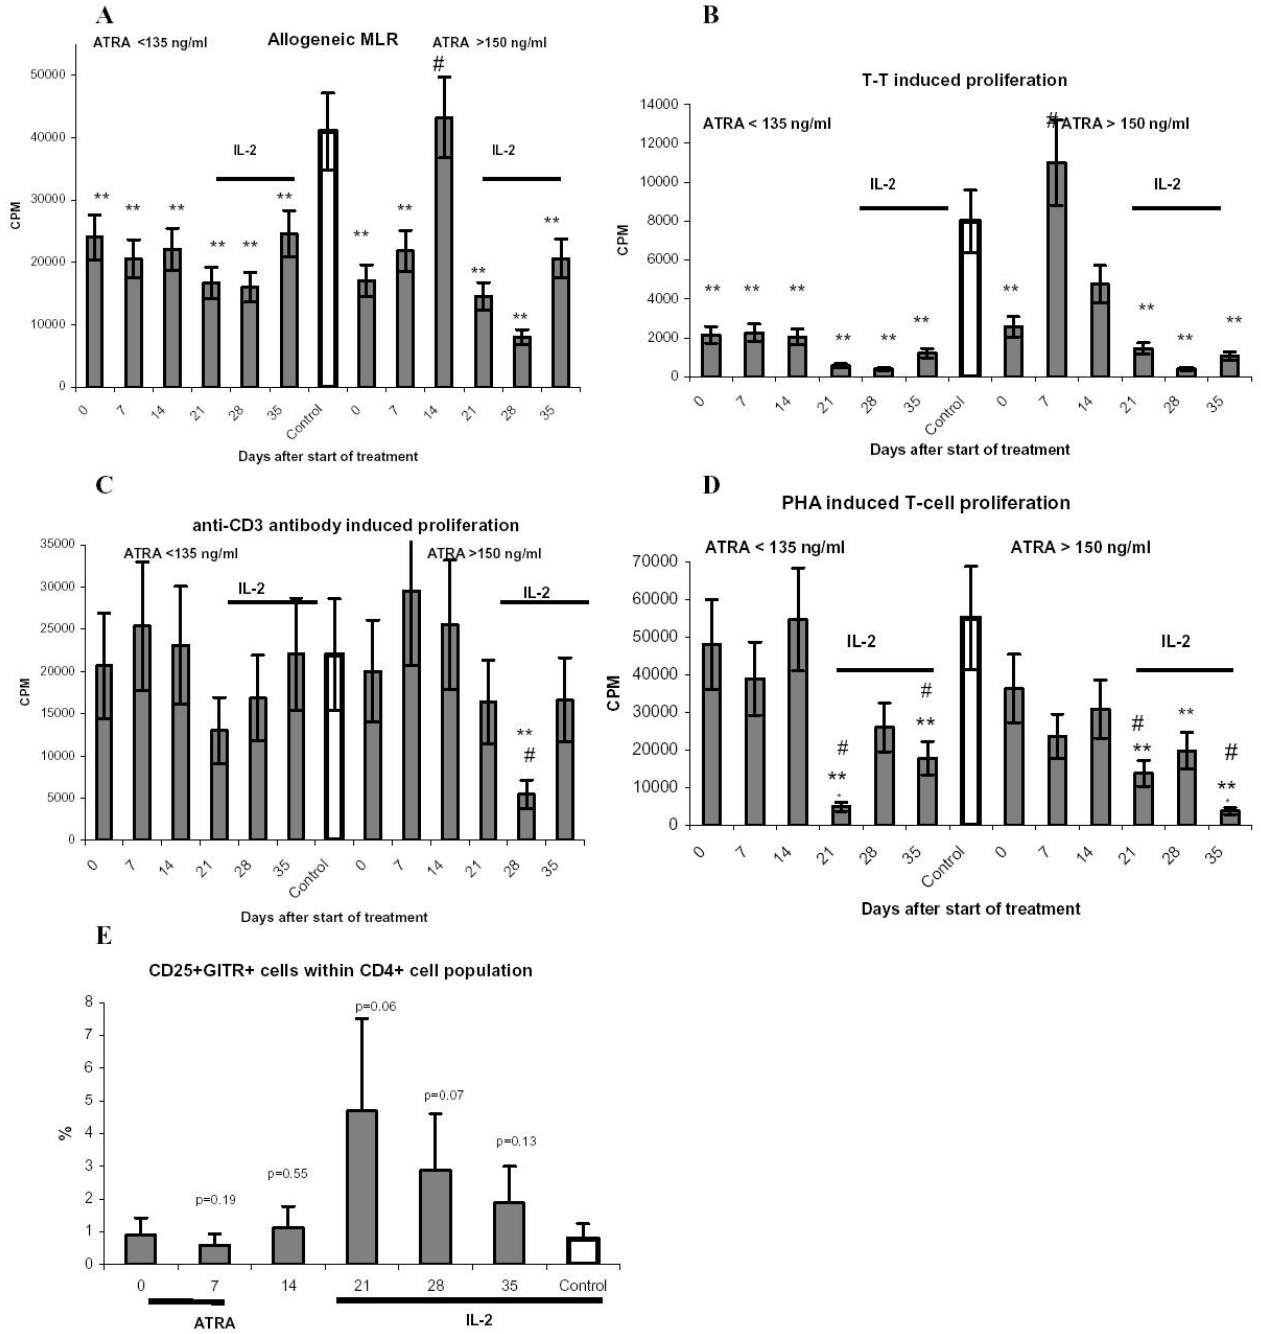 A
ATRA <135 ng/ml
Allogeneic MLR
ATRA >150 ng/ml
#
50000
40000
30000
20000
10000
0
CPM
IL-2
IL-2
** ** ** ** ** ** ** ** ** ** **
0 7 14 21 28 35 Control 0 7 14 21 28 35
Days after start of treatment
B
T-T induced proliferation
ATRA < 135 ng/ml
# ATRA > 150 ng/ml
14000
12000
10000
8000
6000
4000
2000
0
CPM
IL-2
IL-2
** ** ** ** ** ** ** ** ** **
0 7 14 21 28 35 Control 0 7 14 21 28 35
Days after start of treatment
C
anti-CD3 antibody induced proliferation
ATRA <135 ng/ml
ATRA >150 ng/ml
35000
30000
25000
20000
15000
10000
5000
0
CPM
IL-2
IL-2
**
#
0 7 14 21 28 35 Control 0 7 14 21 28 35
Days after start of treatment
D
PHA induced T-cell proliferation
ATRA < 135 ng/ml
ATRA > 150 ng/ml
70000
60000
50000
40000
30000
20000
10000
0
CPM
IL-2
IL-2
#
**
*
#
**
#
**
**
#
**
*
0 7 14 21 28 35 Control 0 7 14 21 28 35
Days after start of treatment
E
CD25+GITR+ cells within CD4+ cell population
8
7
6
5
4
3
2
1
0
%
p=0.19
p=0.55
p=0.06
p=0.07
p=0.13
0 7 14 21 28 35 Control
ATRA
IL-2